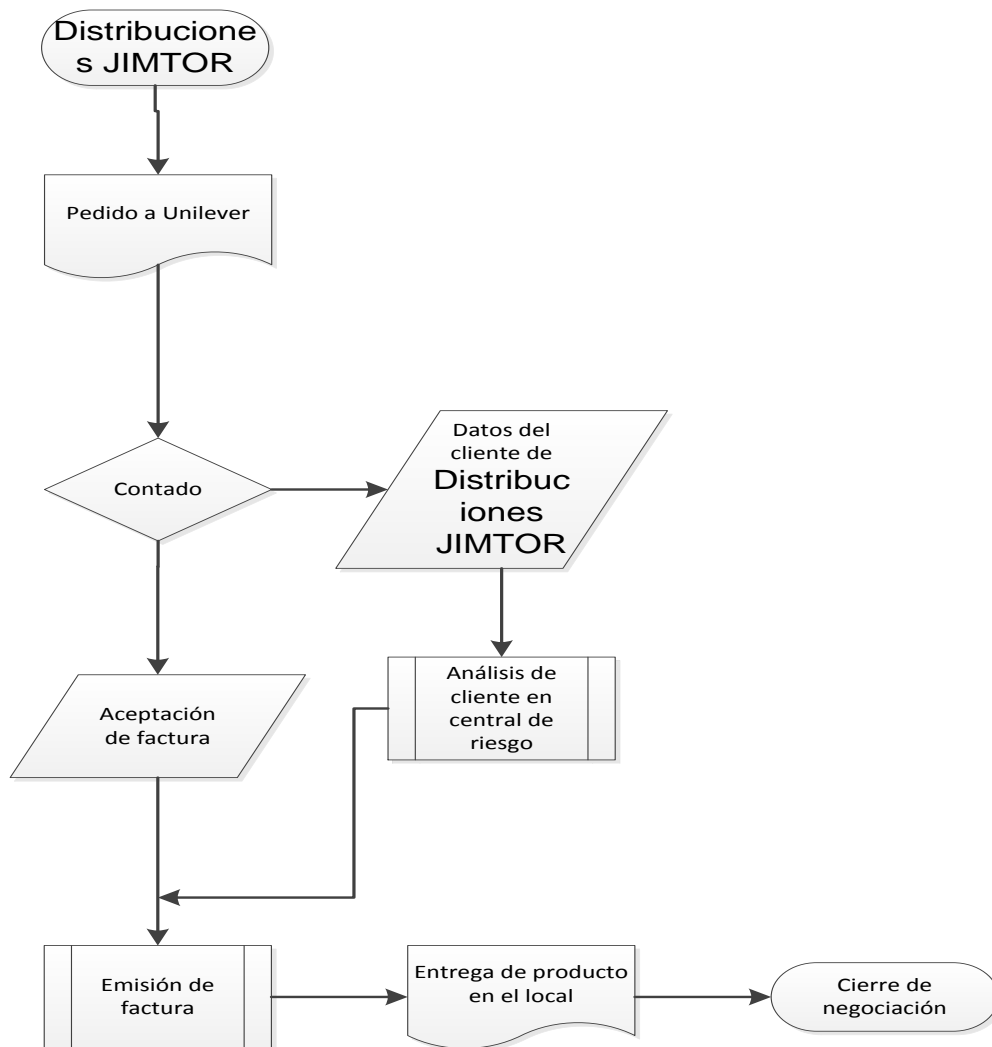 Distribucione
s JIMTOR
Pedido a Unilever
Contado
Datos del
cliente de
Distribuc
iones
JIMTOR
Aceptación
de factura
Análisis de
cliente en
central de
riesgo
Emisión de
factura
Entrega de producto
en el local
Cierre de
negociación